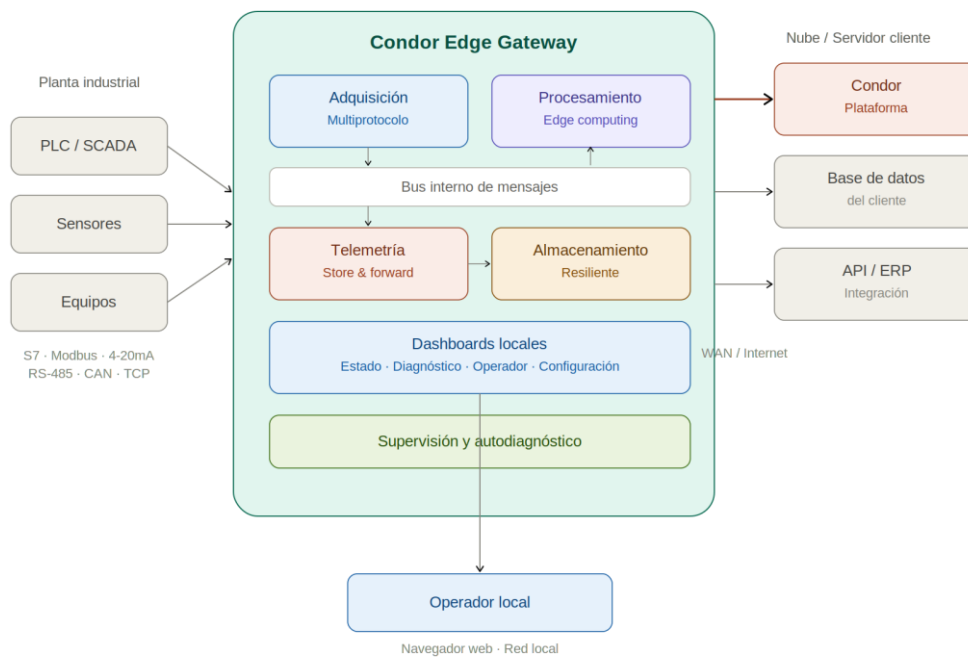 Condor Edge Gateway
Nube / Servidor cliente
Planta industrial
Adquisición
Multiprotocolo
Procesamiento
Edge computing
Condor
Plataforma
PLC / SCADA
Bus interno de mensajes
Base de datos
del cliente
Sensores
Telemetría
Store & forward
Almacenamiento
Resiliente
API / ERP
Integración
Equipos
S7 · Modbus · 4-20mA
RS-485 · CAN · TCP
Dashboards locales
Estado · Diagnóstico · Operador · Configuración
WAN / Internet
Supervisión y autodiagnóstico
Operador local
Navegador web · Red local